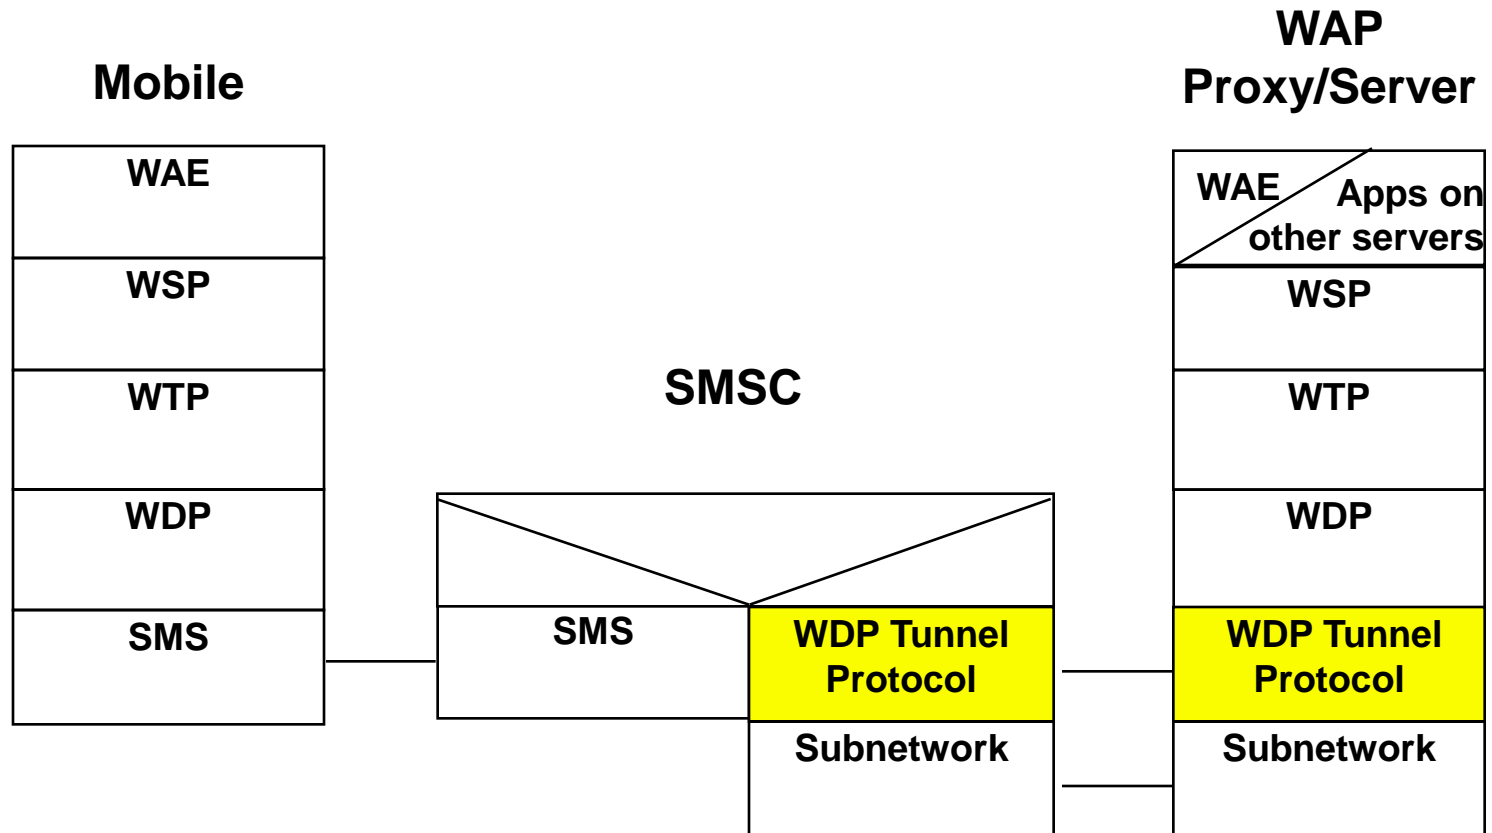 Mobile
WAE
WSP
WTP
WDP
SMS
SMSC
SMS
WDP Tunnel
Protocol
Subnetwork
WAP
Proxy/Server
WAE
Apps on
other servers
WSP
WTP
WDP
WDP Tunnel
Protocol
Subnetwork